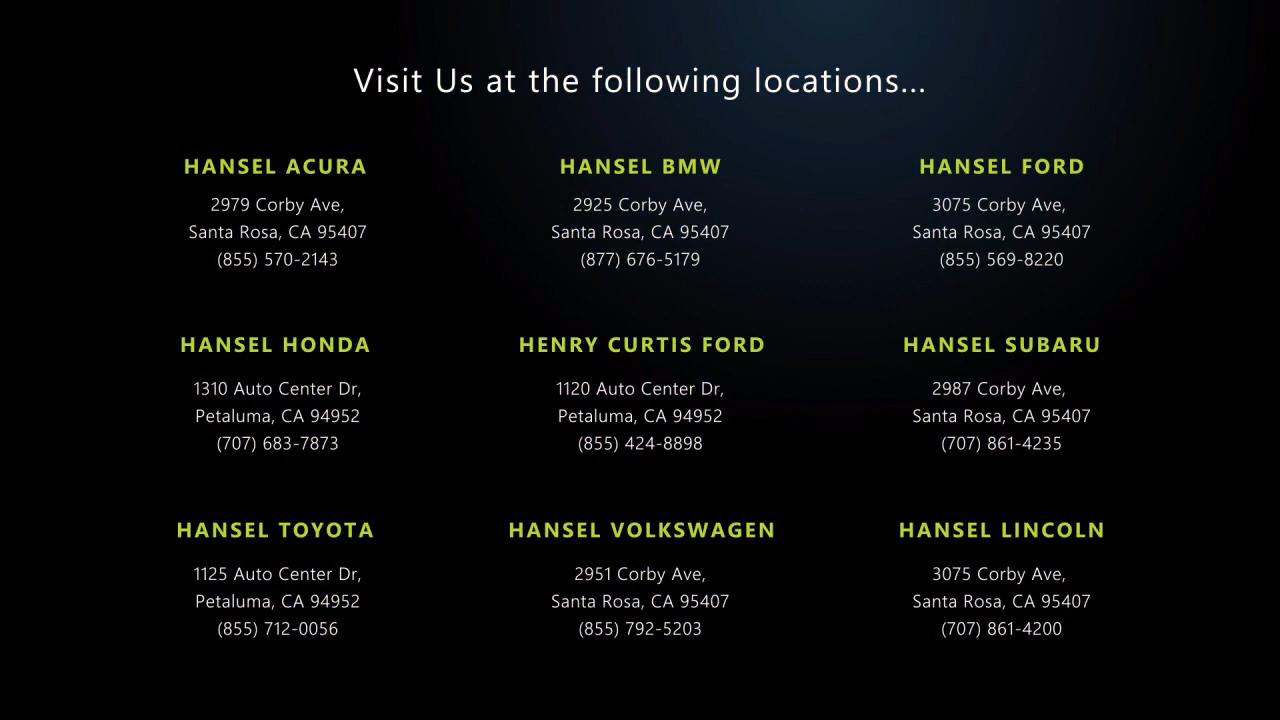 Visit Us at the following locations...
HANSEL ACURA
2979 Corby Ave,
Santa Rosa, CA 95407
(855) 570-2143
HANSEL BMW
2925 Corby Ave,
Santa Rosa, CA 95407
(877) 676-5179
HANSEL FORD
3075 Corby Ave,
Santa Rosa, CA 95407
(855) 569-8220
HANSEL HONDA
1310 Auto Center Dr,
Petaluma, CA 94952
(707) 683-7873
HENRY CURTIS FORD
1120 Auto Center Dr,
Petaluma, CA 94952
(855) 424-8898
HANSEL SUBARU
2987 Corby Ave,
Santa Rosa, CA 95407
(707) 861-4235
HANSEL TOYOTA
1125 Auto Center Dr,
Petaluma, CA 94952
(855) 712-0056
HANSEL VOLKSWAGEN
2951 Corby Ave,
Santa Rosa, CA 95407
(855) 792-5203
HANSEL LINCOLN
3075 Corby Ave,
Santa Rosa, CA 95407
(707) 861-4200